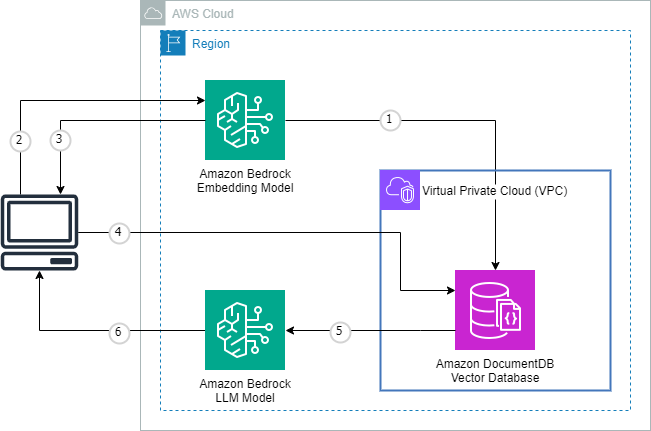 AWS Cloud
Region
1
2
3
Amazon Bedrock
Embedding Model
Virtual Private Cloud (VPC)
4
{}
6
5
Amazon DocumentDB
Vector Database
Amazon Bedrock
LLM Model